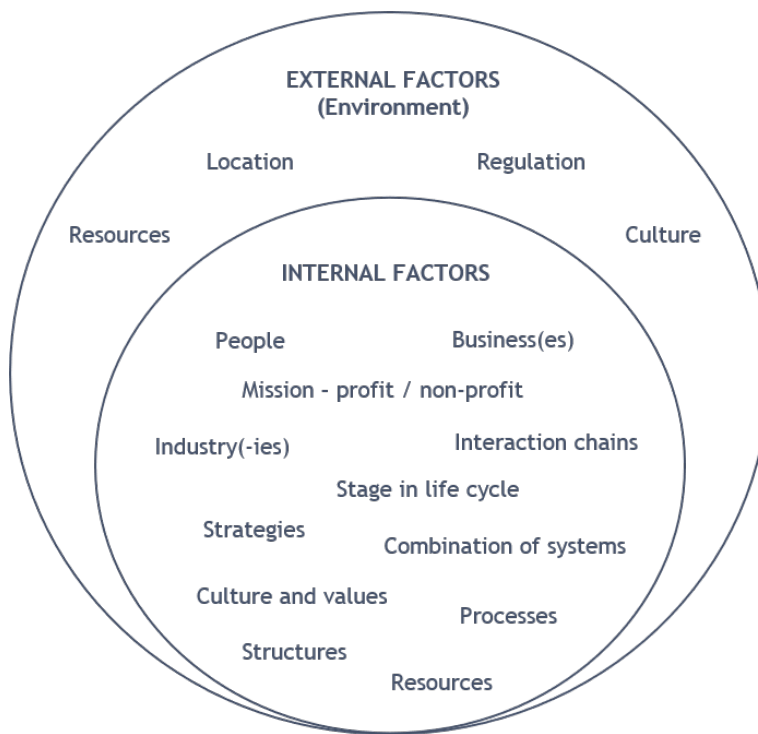 EXTERNAL FACTORS
(Environment)
Location
Regulation
Resources
Culture
INTERNAL FACTORS
People
Business(es)
Mission - profit / non-profit
Industry(-ies)
Interaction chains
Stage in life cycle
Strategies
Combination of systems
Culture and values
Processes
Structures
Resources